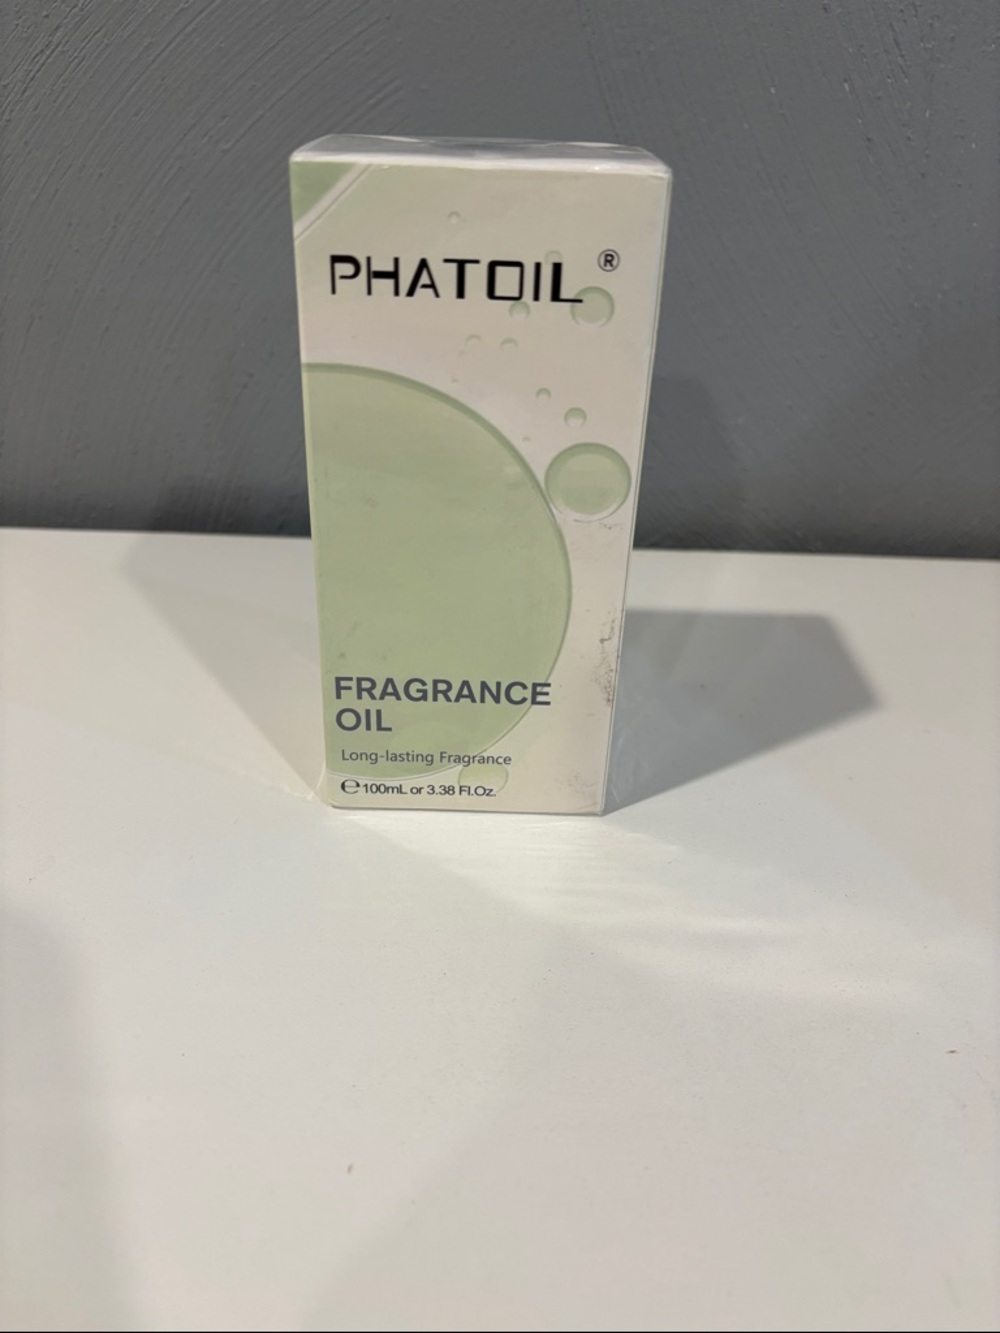 PHATOIL ®
FRAGRANCE
OIL
Long-lasting Fragrance
℮ 100mL or 3.38 Fl.Oz.